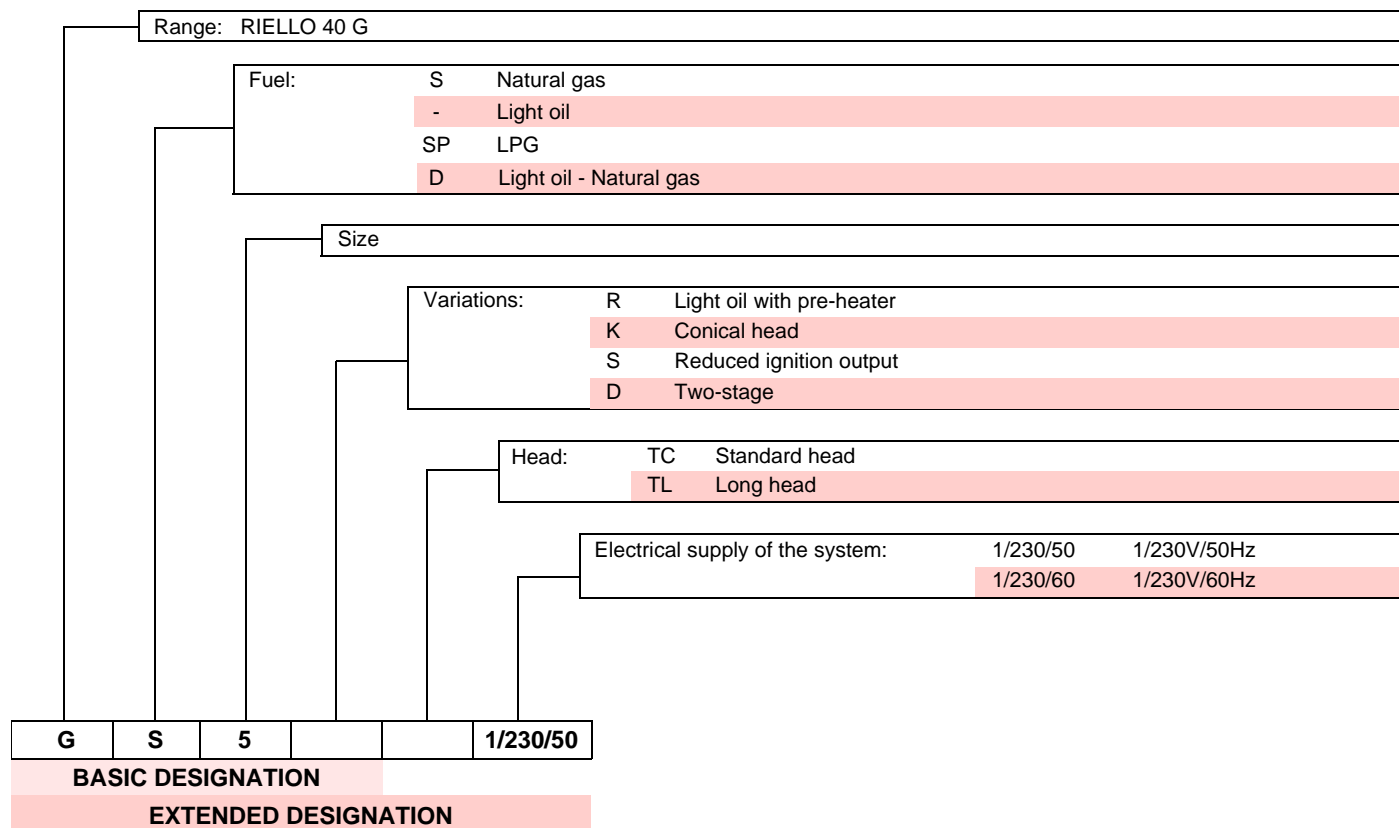 Range: RIELLO 40 G
Fuel: S Natural gas
- Light oil
SP LPG
D Light oil - Natural gas
Size
Variations: R Light oil with pre-heater
K Conical head
S Reduced ignition output
D Two-stage
Head: TC Standard head
TL Long head
Electrical supply of the system: 1/230/50 1/230V/50Hz
1/230/60 1/230V/60Hz
G S 5 1/230/50
BASIC DESIGNATION
EXTENDED DESIGNATION